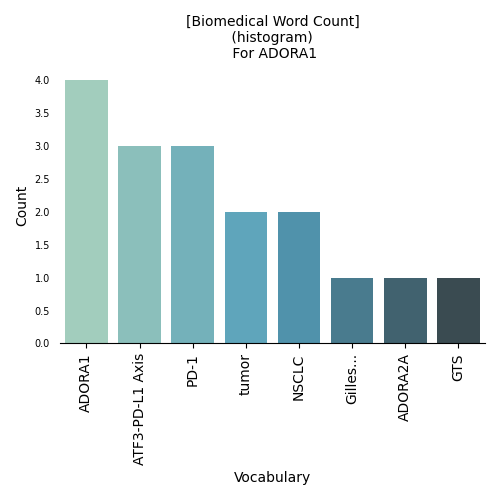 [Biomedical Word Count]
(histogram)
For ADORA1
4.0
3.5
3.0
2.5
2.0
1.5
1.0
0.5
0.0
Count
ADORA1
ATF3-PD-L1 Axis
PD-1
tumor
NSCLC
Gilles...
ADORA2A
GTS
Vocabulary